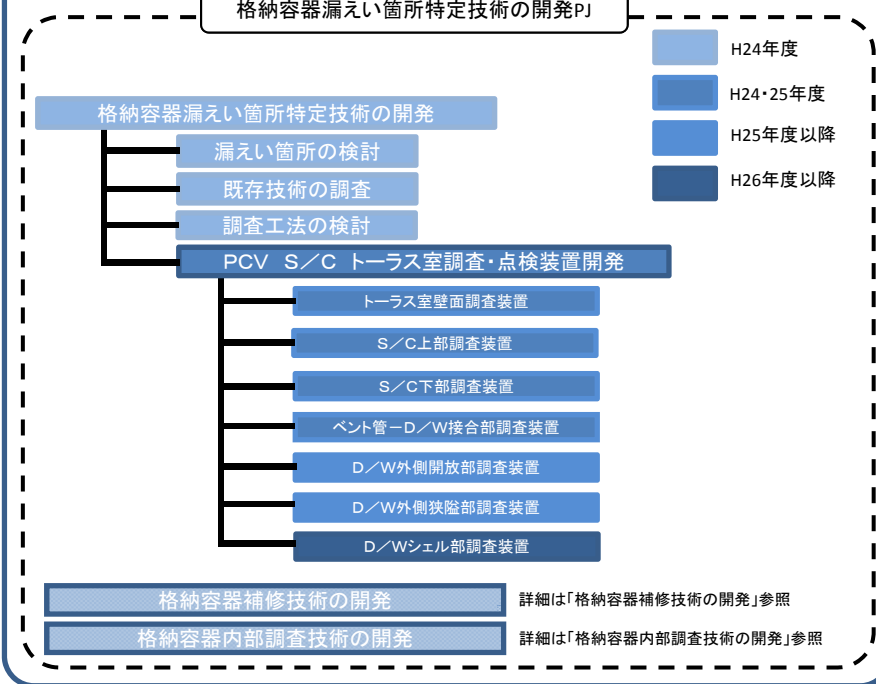 格納容器漏えい箇所特定技術の開発PJ
H24年度
H24・25年度
H25年度以降
H26年度以降
格納容器漏えい箇所特定技術の開発
漏えい箇所の検討
既存技術の調査
調査工法の検討
PCV S／C トーラス室調査・点検装置開発
トーラス室壁面調査装置
S／C上部調査装置
S／C下部調査装置
ベント管－D／W接合部調査装置
D／W外側開放部調査装置
D／W外側狭隘部調査装置
D／Wシェル部調査装置
格納容器補修技術の開発 詳細は「格納容器補修技術の開発」参照
格納容器内部調査技術の開発 詳細は「格納容器内部調査技術の開発」参照